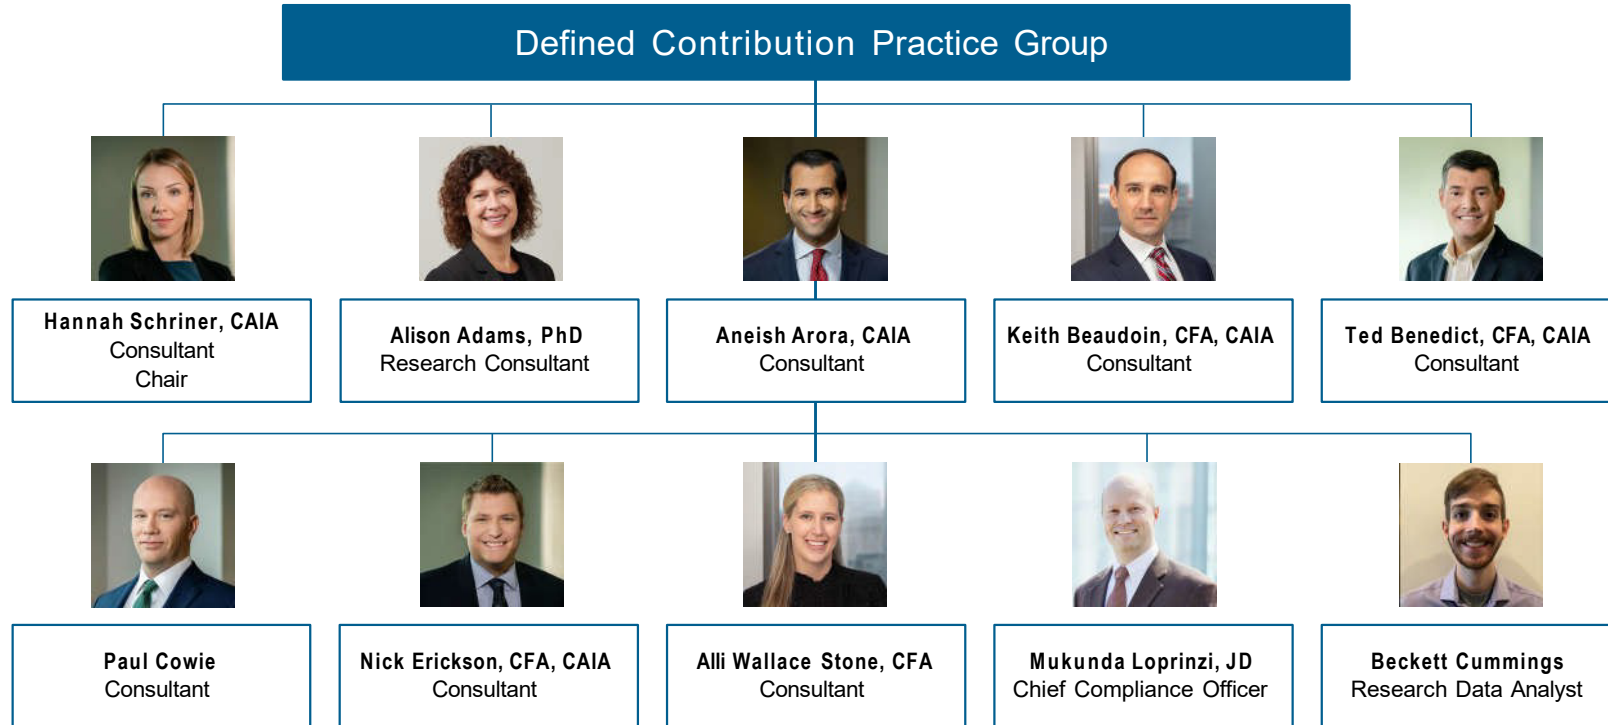 Defined Contribution Practice Group
Hannah Schriner, CAIA
Consultant
Chair
Alison Adams, PhD
Research Consultant
Aneish Arora, CAIA
Consultant
Keith Beaudoin, CFA, CAIA
Consultant
Ted Benedict, CFA, CAIA
Consultant
Paul Cowie
Consultant
Nick Erickson, CFA, CAIA
Consultant
Alli Wallace Stone, CFA
Consultant
Mukunda Loprinzi, JD
Chief Compliance Officer
Beckett Cummings
Research Data Analyst